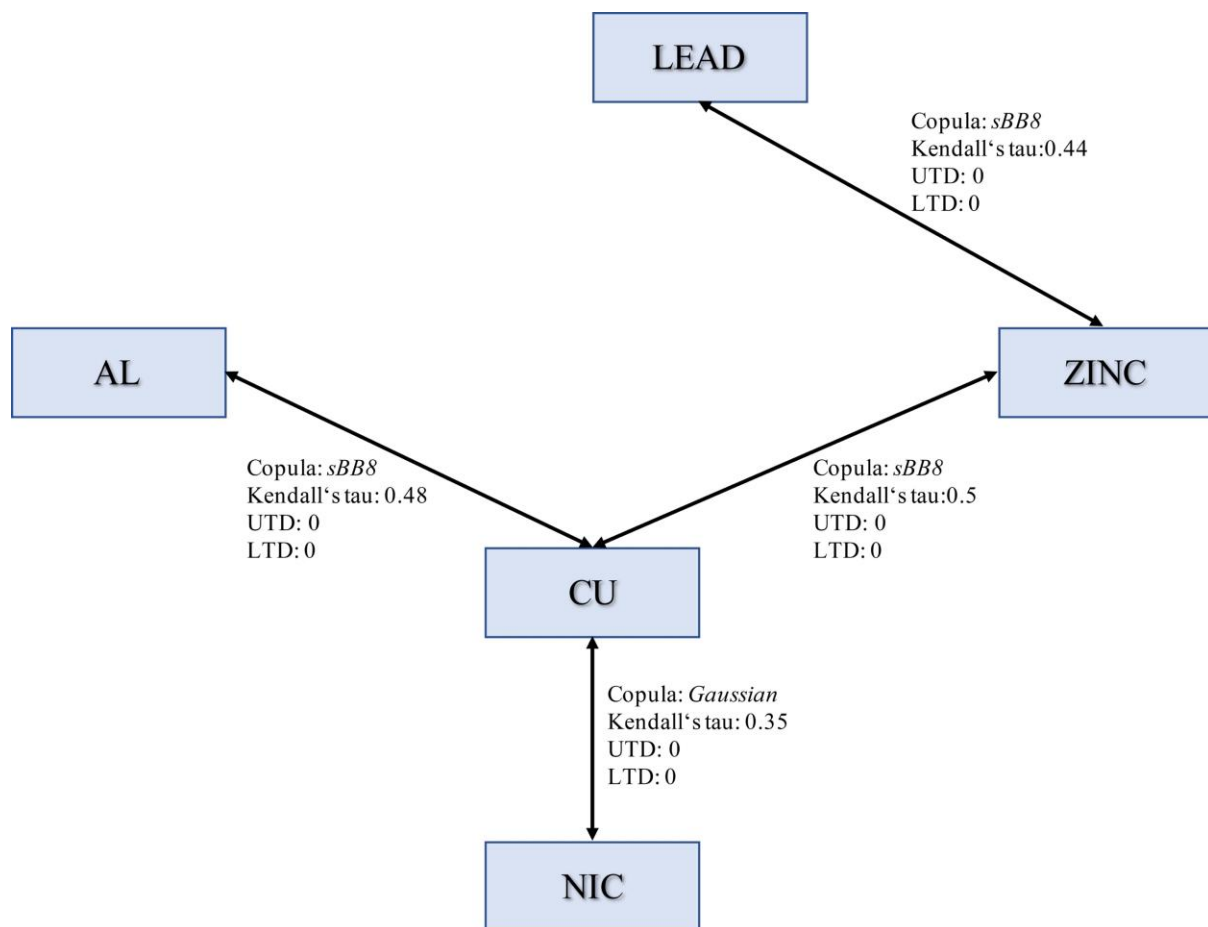 LEAD
Copula: sBB8
Kendall‘s tau:0.44
UTD: 0
LTD: 0
AL
ZINC
Copula: sBB8
Kendall‘s tau: 0.48
UTD: 0
LTD: 0
Copula: sBB8
Kendall‘s tau:0.5
UTD: 0
LTD: 0
CU
Copula: Gaussian
Kendall‘s tau: 0.35
UTD: 0
LTD: 0
NIC